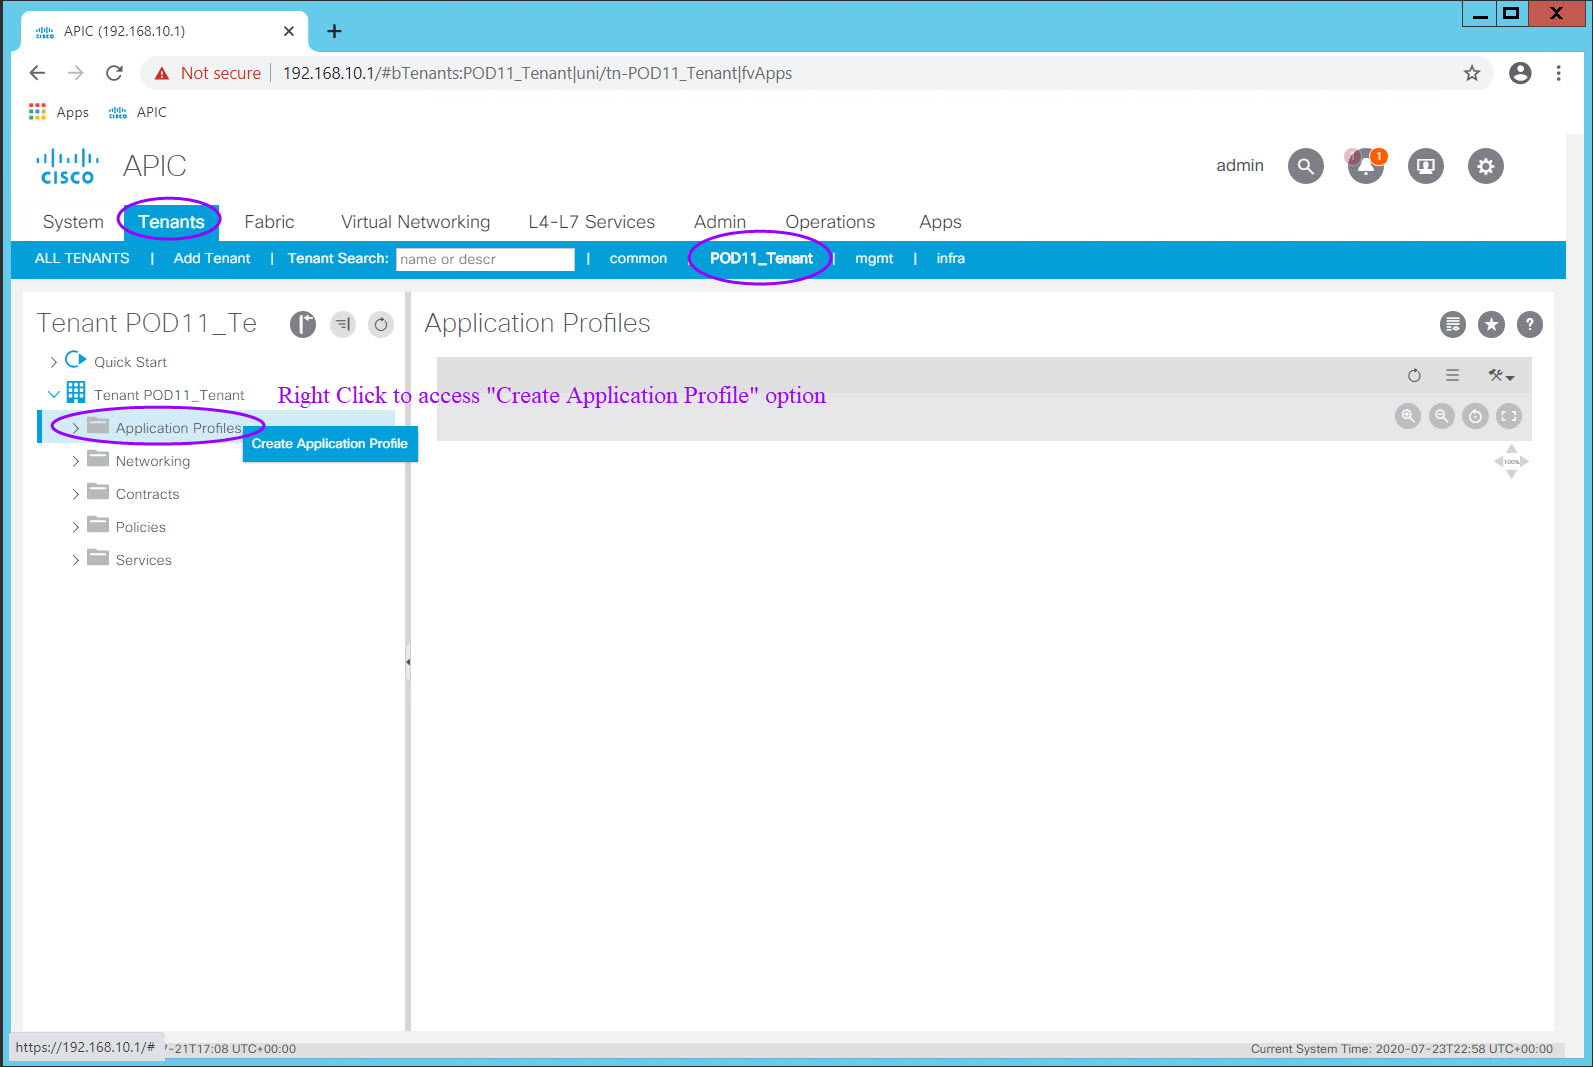 APIC (192.168.10.1)
Not secure
192.168.10.1/#bTenants:POD11_Tenant|uni/tn-POD11_Tenant|fvApps
Apps
APIC
CISCO
APIC
admin
1
System
Tenants
Fabric
Virtual Networking
L4-L7 Services
Admin
Operations
Apps
ALL TENANTS | Add Tenant | Tenant Search: name or descr | common | POD11_Tenant | mgmt | infra
Tenant POD11_Te
Application Profiles
Quick Start
Tenant POD11_Tenant
Right Click to access "Create Application Profile" option
Application Profiles
Create Application Profile
Networking
100%
Contracts
Policies
Services
https://192.168.10.1/#
-21T17:08 UTC+00:00
Current System Time: 2020-07-23T22:58 UTC+00:00